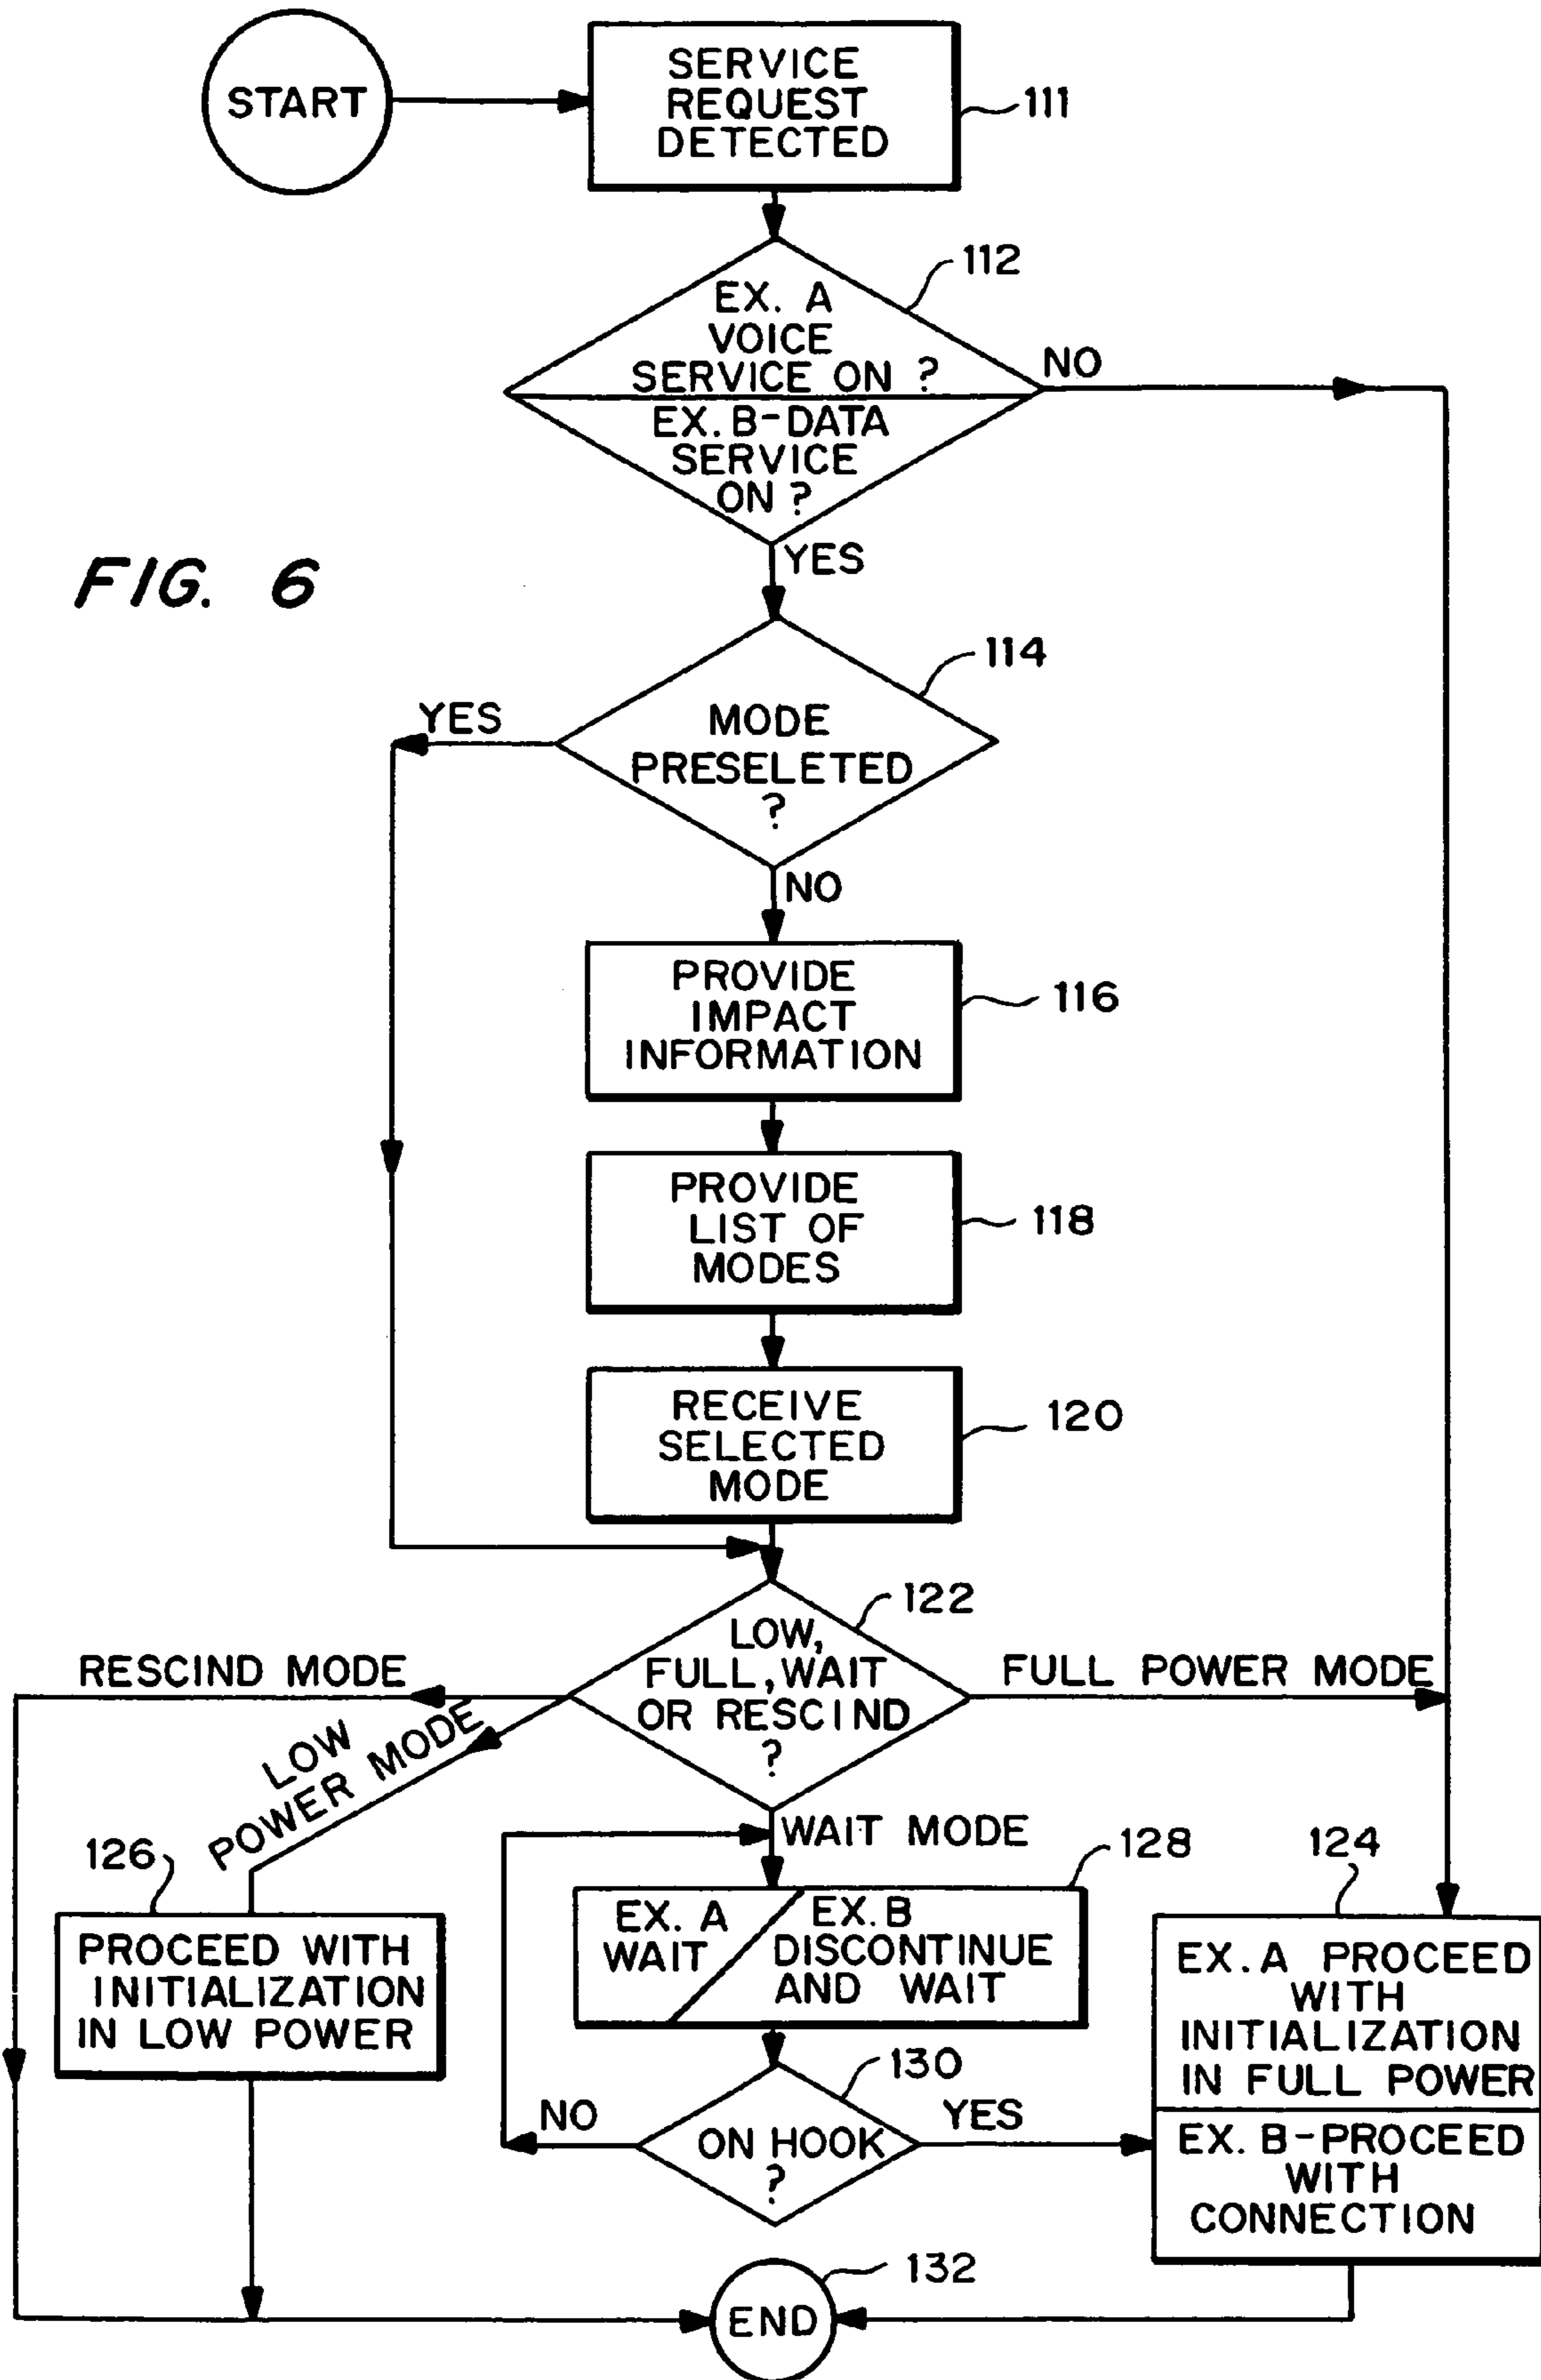 START
SERVICE
REQUEST
DETECTED
111
112
EX. A
VOICE
SERVICE ON ?
EX. B-DATA
SERVICE
ON ?
NO
YES
FIG. 6
114
YES
MODE
PRESELETED
?
NO
PROVIDE
IMPACT
INFORMATION
116
PROVIDE
LIST OF
MODES
118
RECEIVE
SELECTED
MODE
120
122
LOW,
FULL, WAIT
OR RESCIND
?
RESCIND MODE
FULL POWER MODE
LOW
POWER MODE
WAIT MODE
126
128
124
PROCEED WITH
INITIALIZATION
IN LOW POWER
EX. A
WAIT
EX. B
DISCONTINUE
AND WAIT
EX. A PROCEED
WITH
INITIALIZATION
IN FULL POWER
EX. B-PROCEED
WITH
CONNECTION
130
NO
ON HOOK
?
YES
132
END